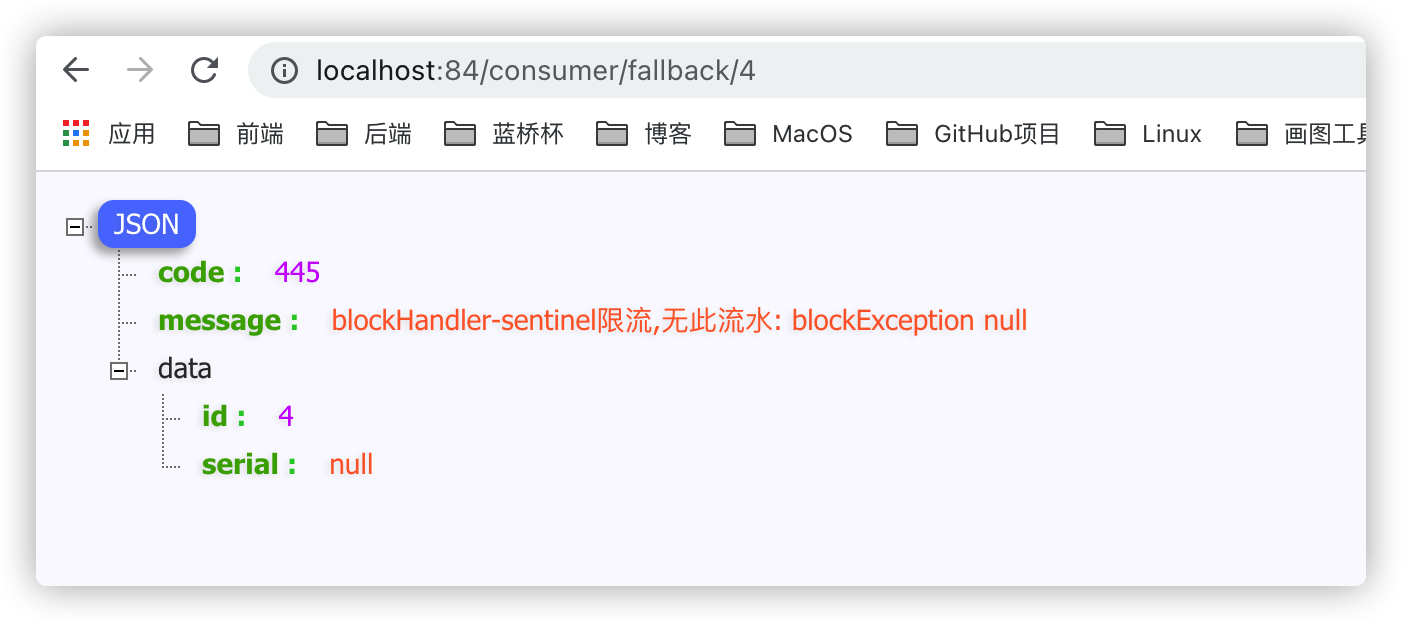 localhost:84/consumer/fallback/4
应用 前端 后端 蓝桥杯 博客 MacOS GitHub项目 Linux 画图工具
JSON
code : 445
message : blockHandler-sentinel限流,无此流水: blockException null
data
id : 4
serial : null